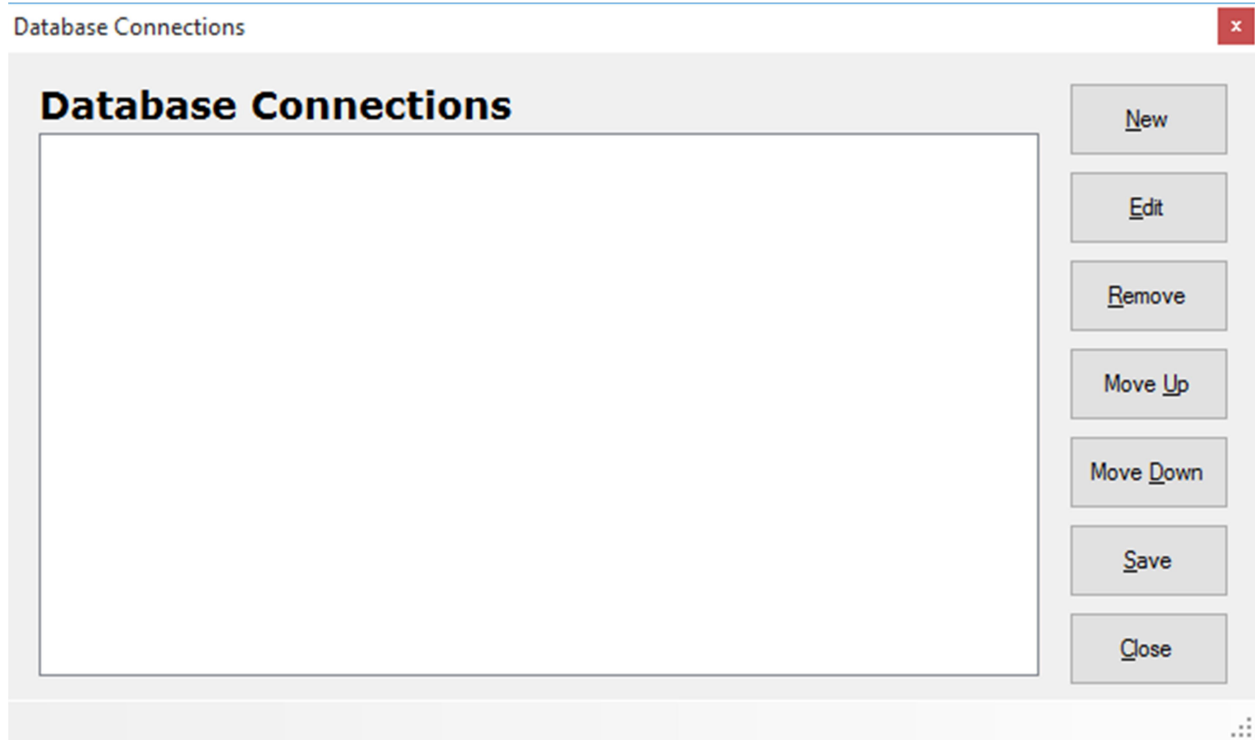 Database Connections
x
Database Connections
New
Edit
Remove
Move Up
Move Down
Save
Close